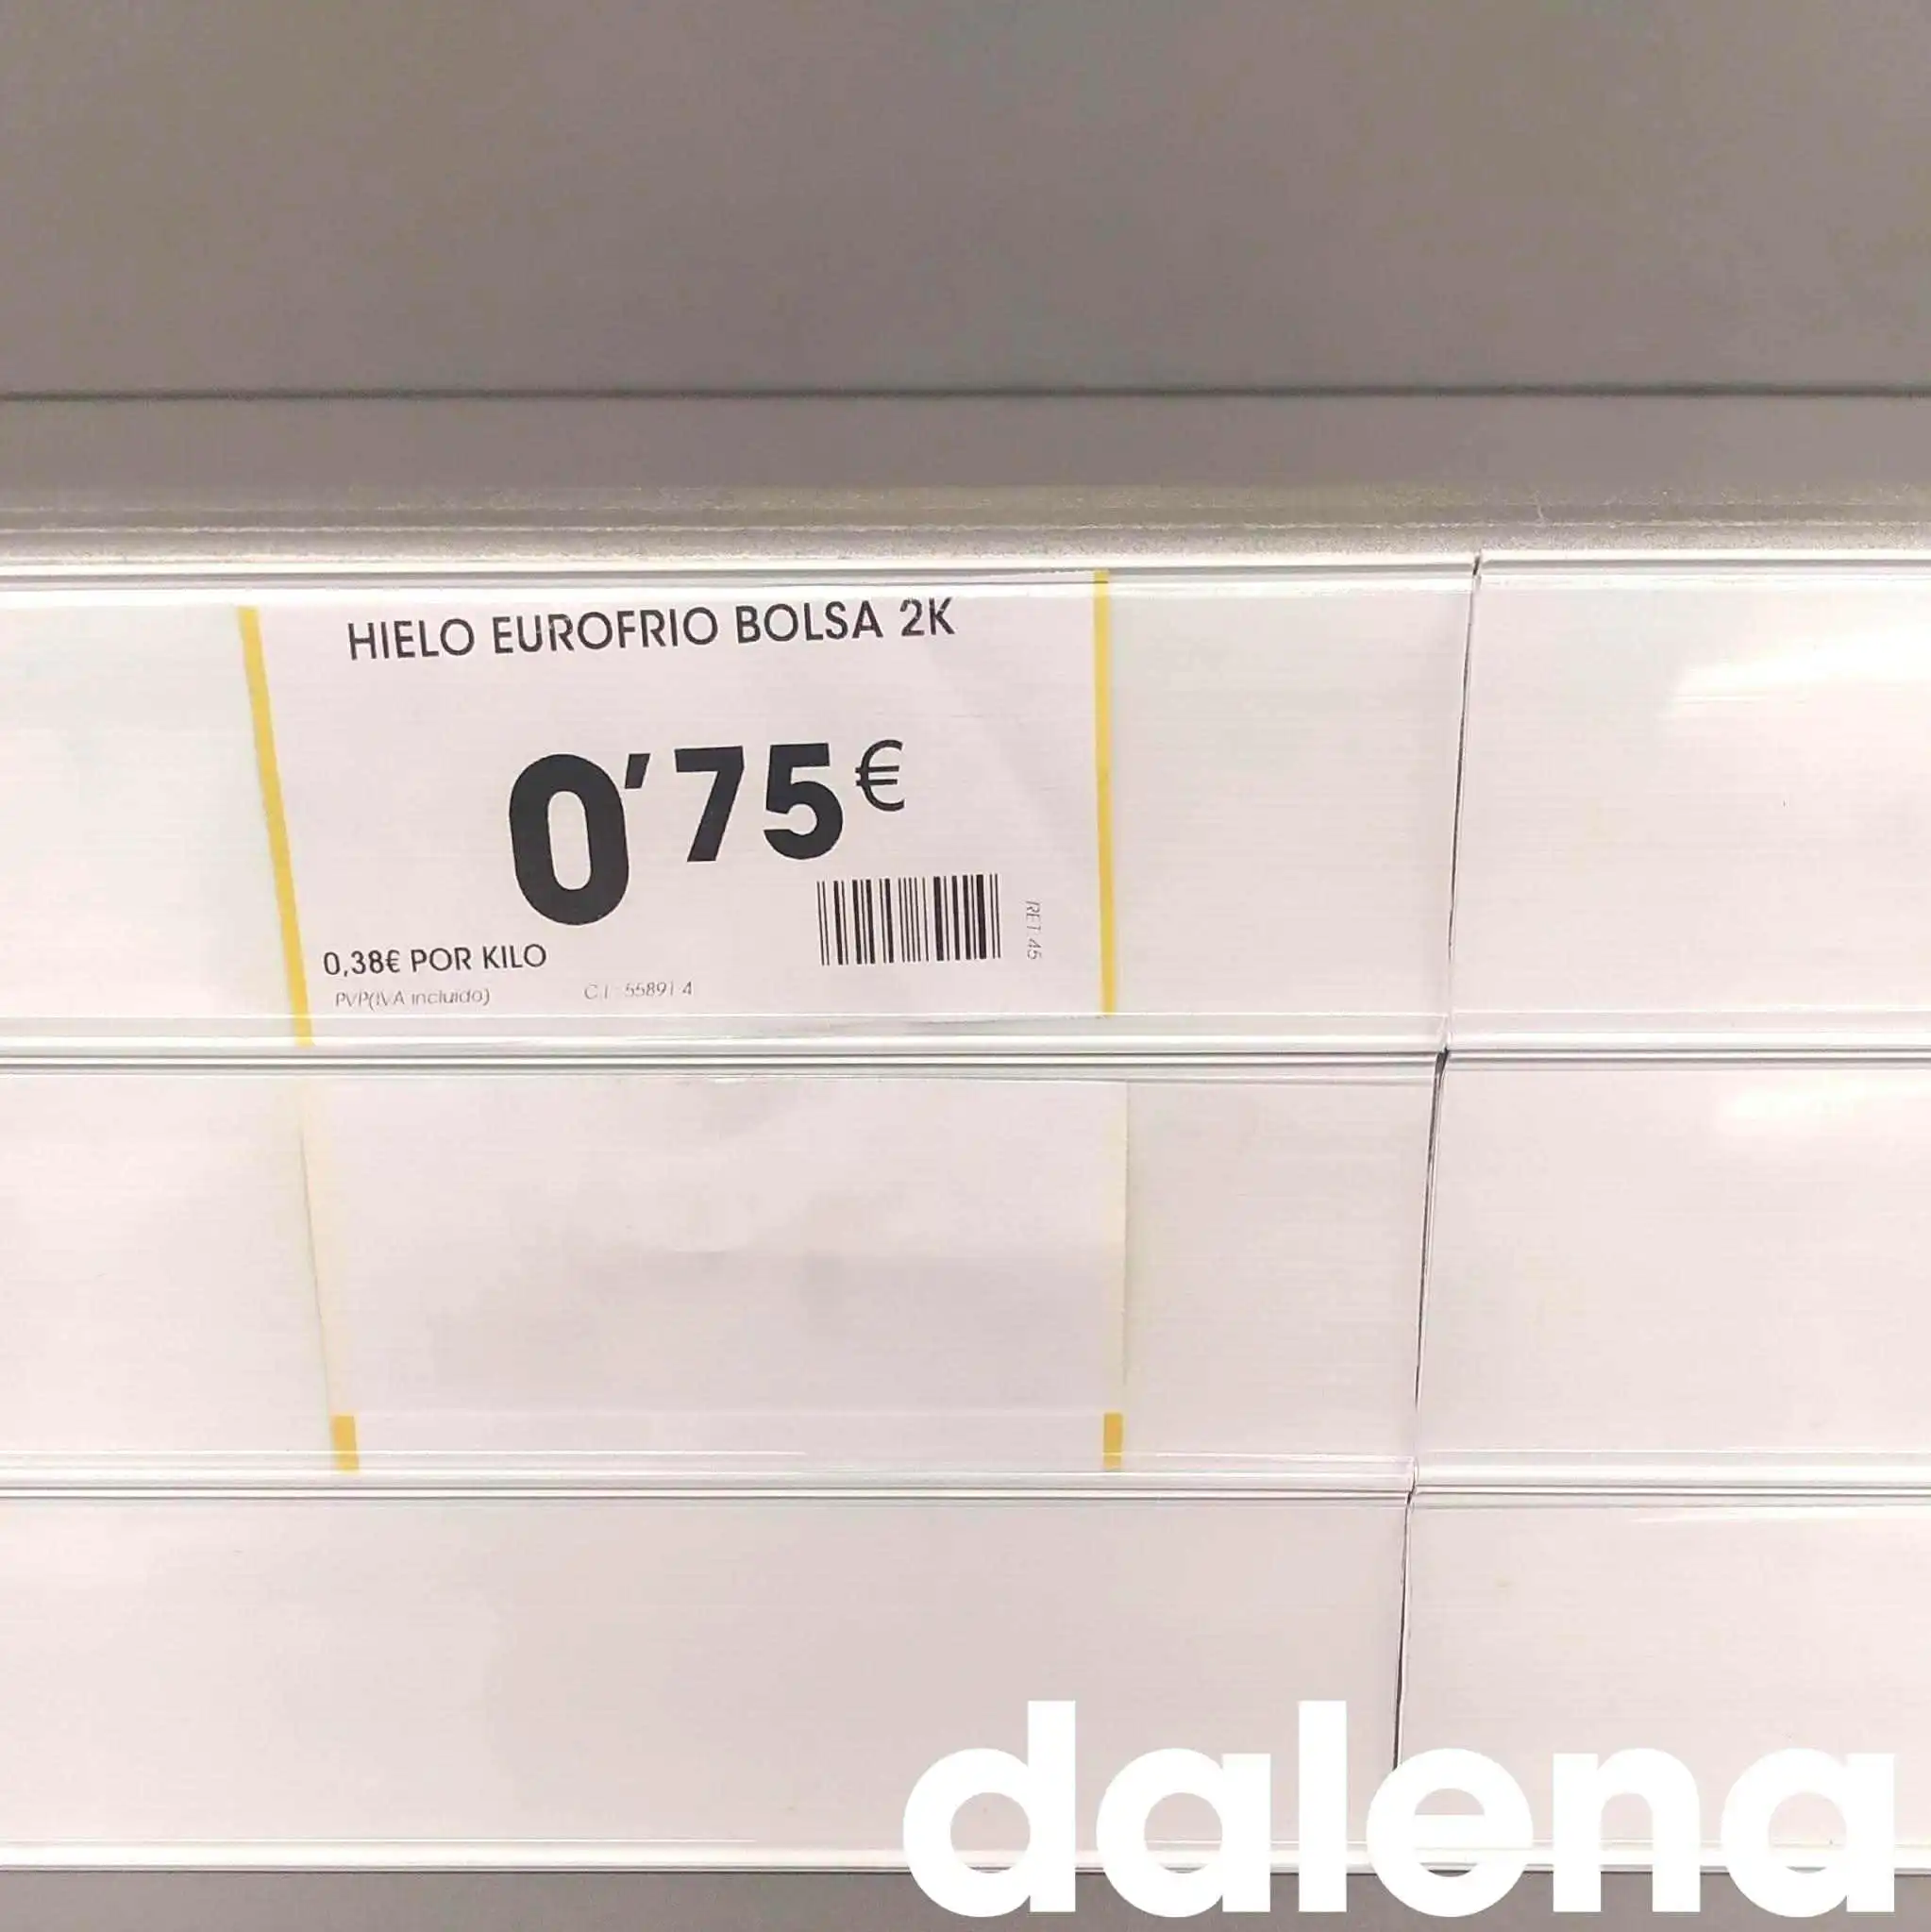 HIELO EUROFRIO BOLSA 2K
0'75€
0,38€ POR KILO
RET 45
PVP(IVA incluido)
C.I 55891 4
dalena